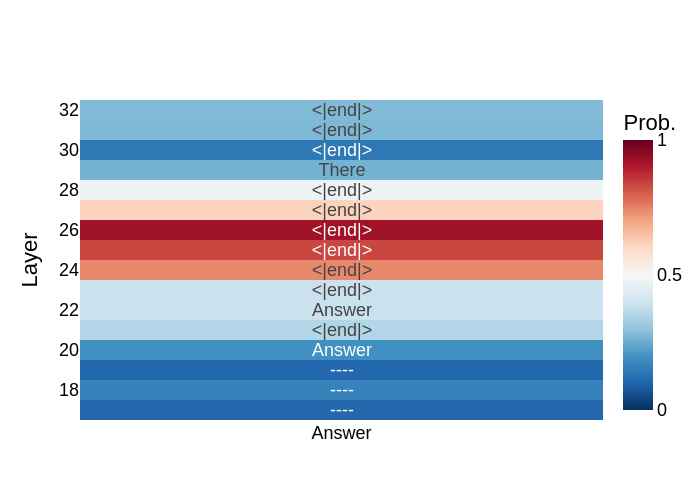 Prob.
32 <|end|>
<|end|>
30 <|end|>
There
28 <|end|>
<|end|>
26 <|end|>
<|end|>
24 <|end|>
<|end|>
22 Answer
<|end|>
20 Answer
----
18 ----
----
Answer
Layer
1
0.5
0